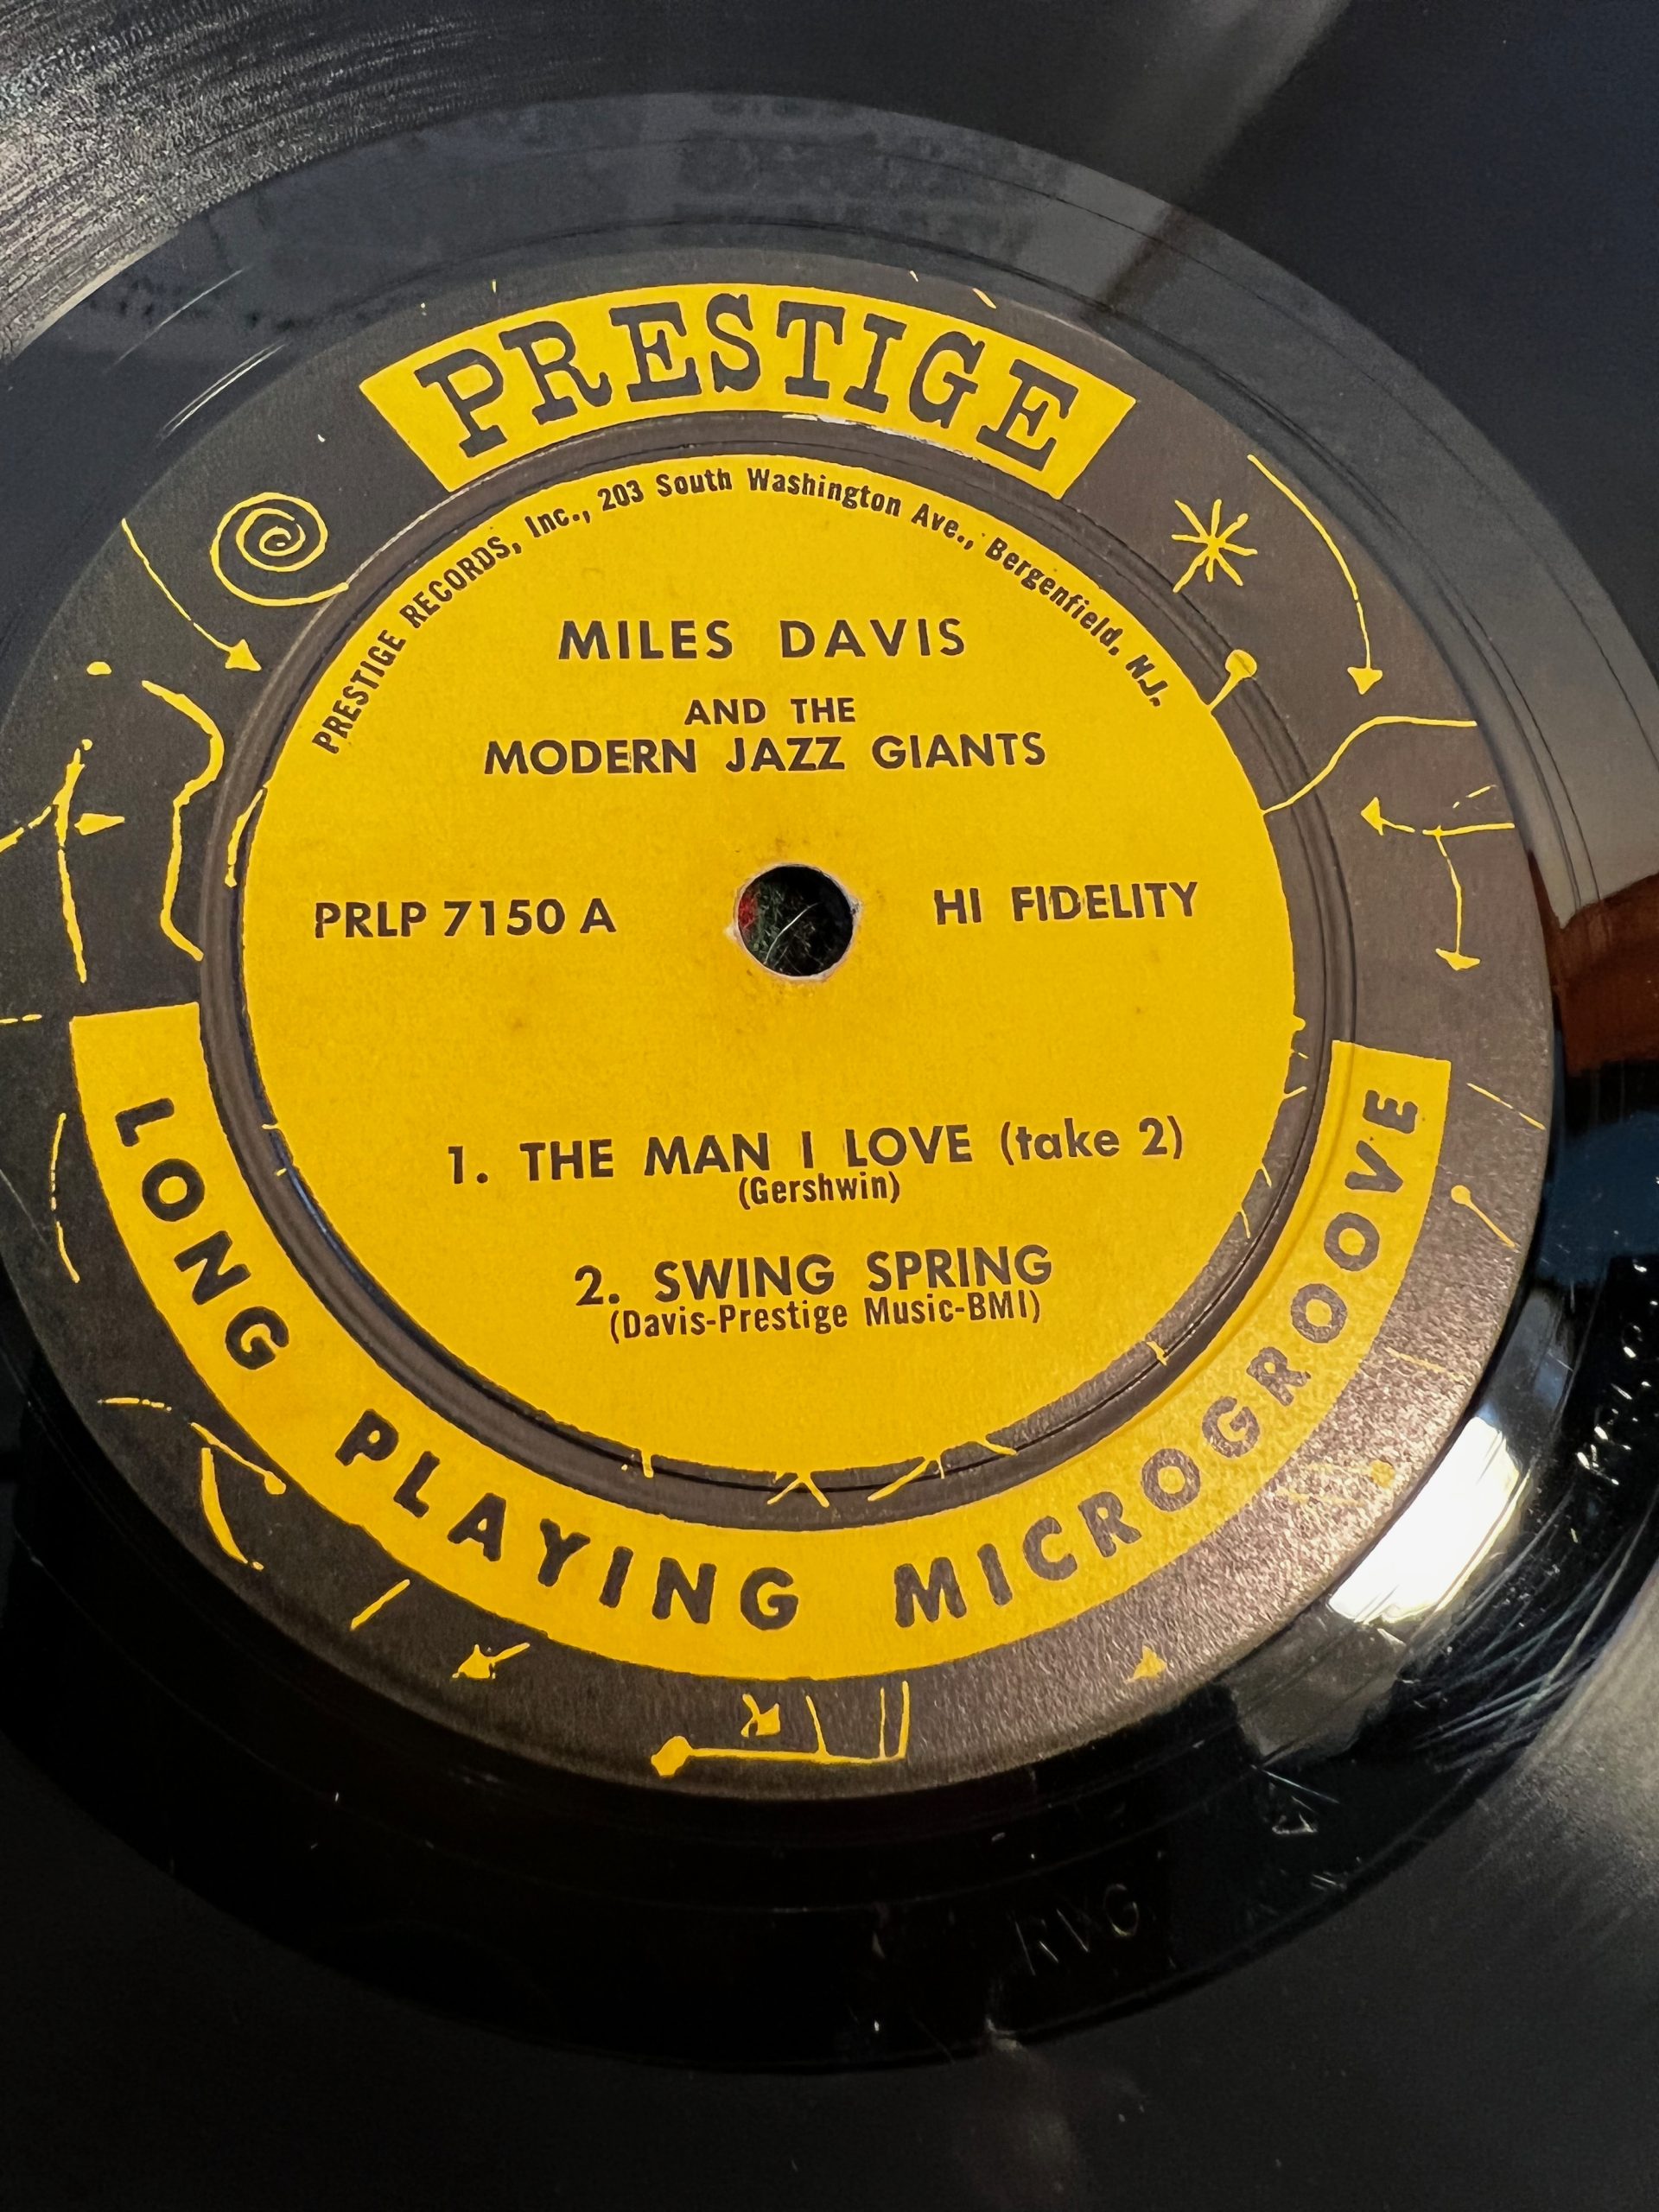 PRESTIGE
PRESTIGE RECORDS, Inc., 203 South Washington Ave., Bergenfield, N.J.
MILES DAVIS
AND THE
MODERN JAZZ GIANTS
PRLP 7150 A
HI FIDELITY
1. THE MAN I LOVE (take 2)
(Gershwin)
2. SWING SPRING
(Davis-Prestige Music-BMI)
LONG PLAYING MICROGROOVE
RVG